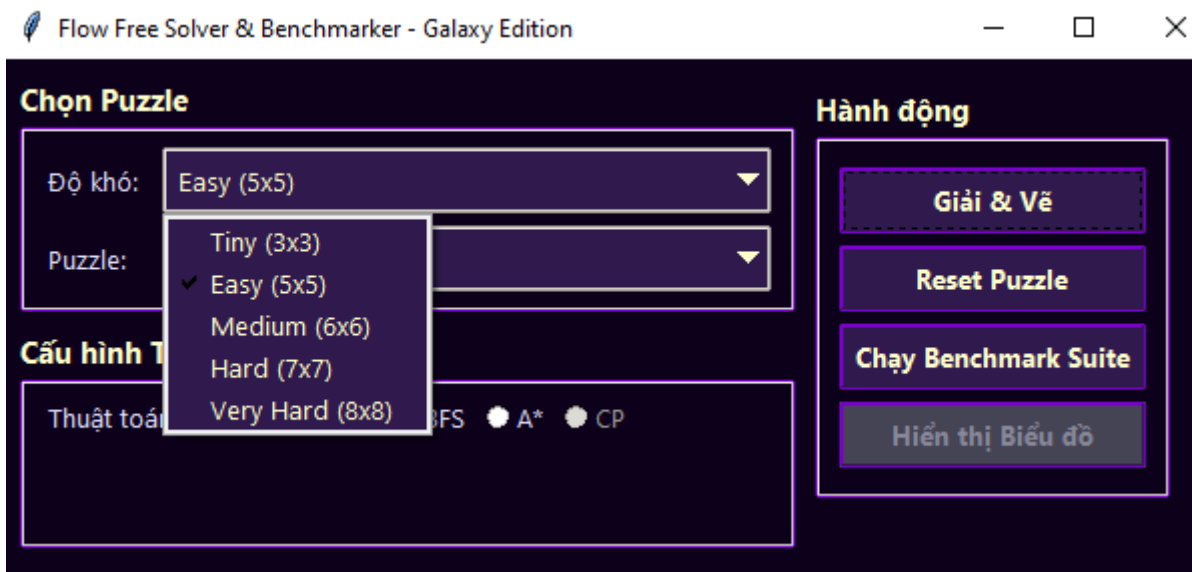 Flow Free Solver & Benchmarker - Galaxy Edition
Chọn Puzzle
Độ khó:
Easy (5x5)
Tiny (3x3)
Easy (5x5)
Medium (6x6)
Hard (7x7)
Very Hard (8x8)
Puzzle:
Cấu hình
Thuật
A*
CP
Hành động
Giải & Vẽ
Reset Puzzle
Chạy Benchmark Suite
Hiển thị Biểu đồ